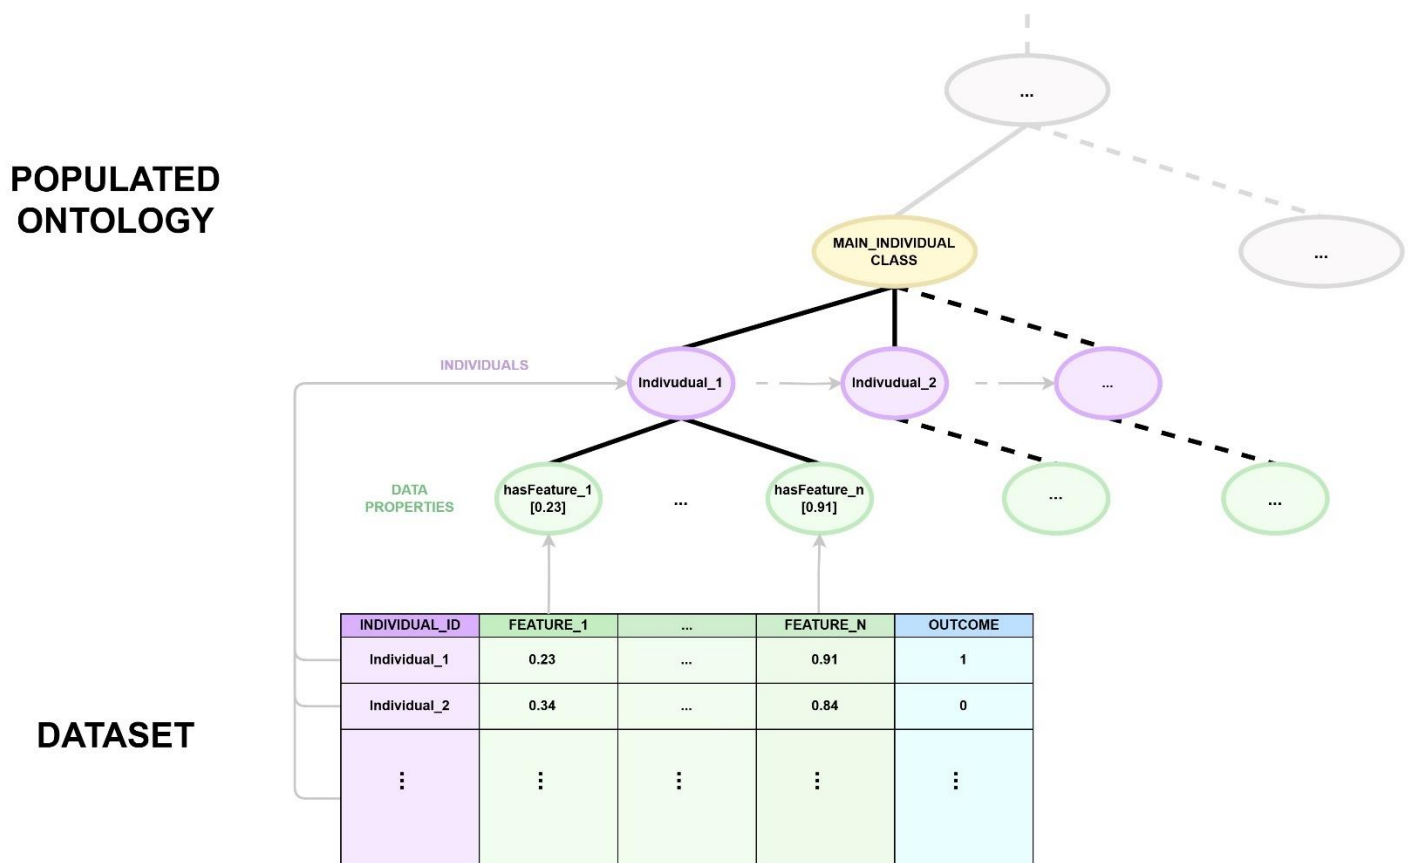 ...
POPULATED
ONTOLOGY
MAIN_INDIVIDUAL
CLASS
...
INDIVIDUALS
Indivudual_1
Indivudual_2
...
DATA
PROPERTIES
hasFeature_1
[0.23]
...
hasFeature_n
[0.91]
...
...
INDIVIDUAL_ID FEATURE_1 ... FEATURE_N OUTCOME
Individual_1 0.23 ... 0.91 1
Individual_2 0.34 ... 0.84 0
DATASET
⋮ ⋮ ⋮ ⋮ ⋮